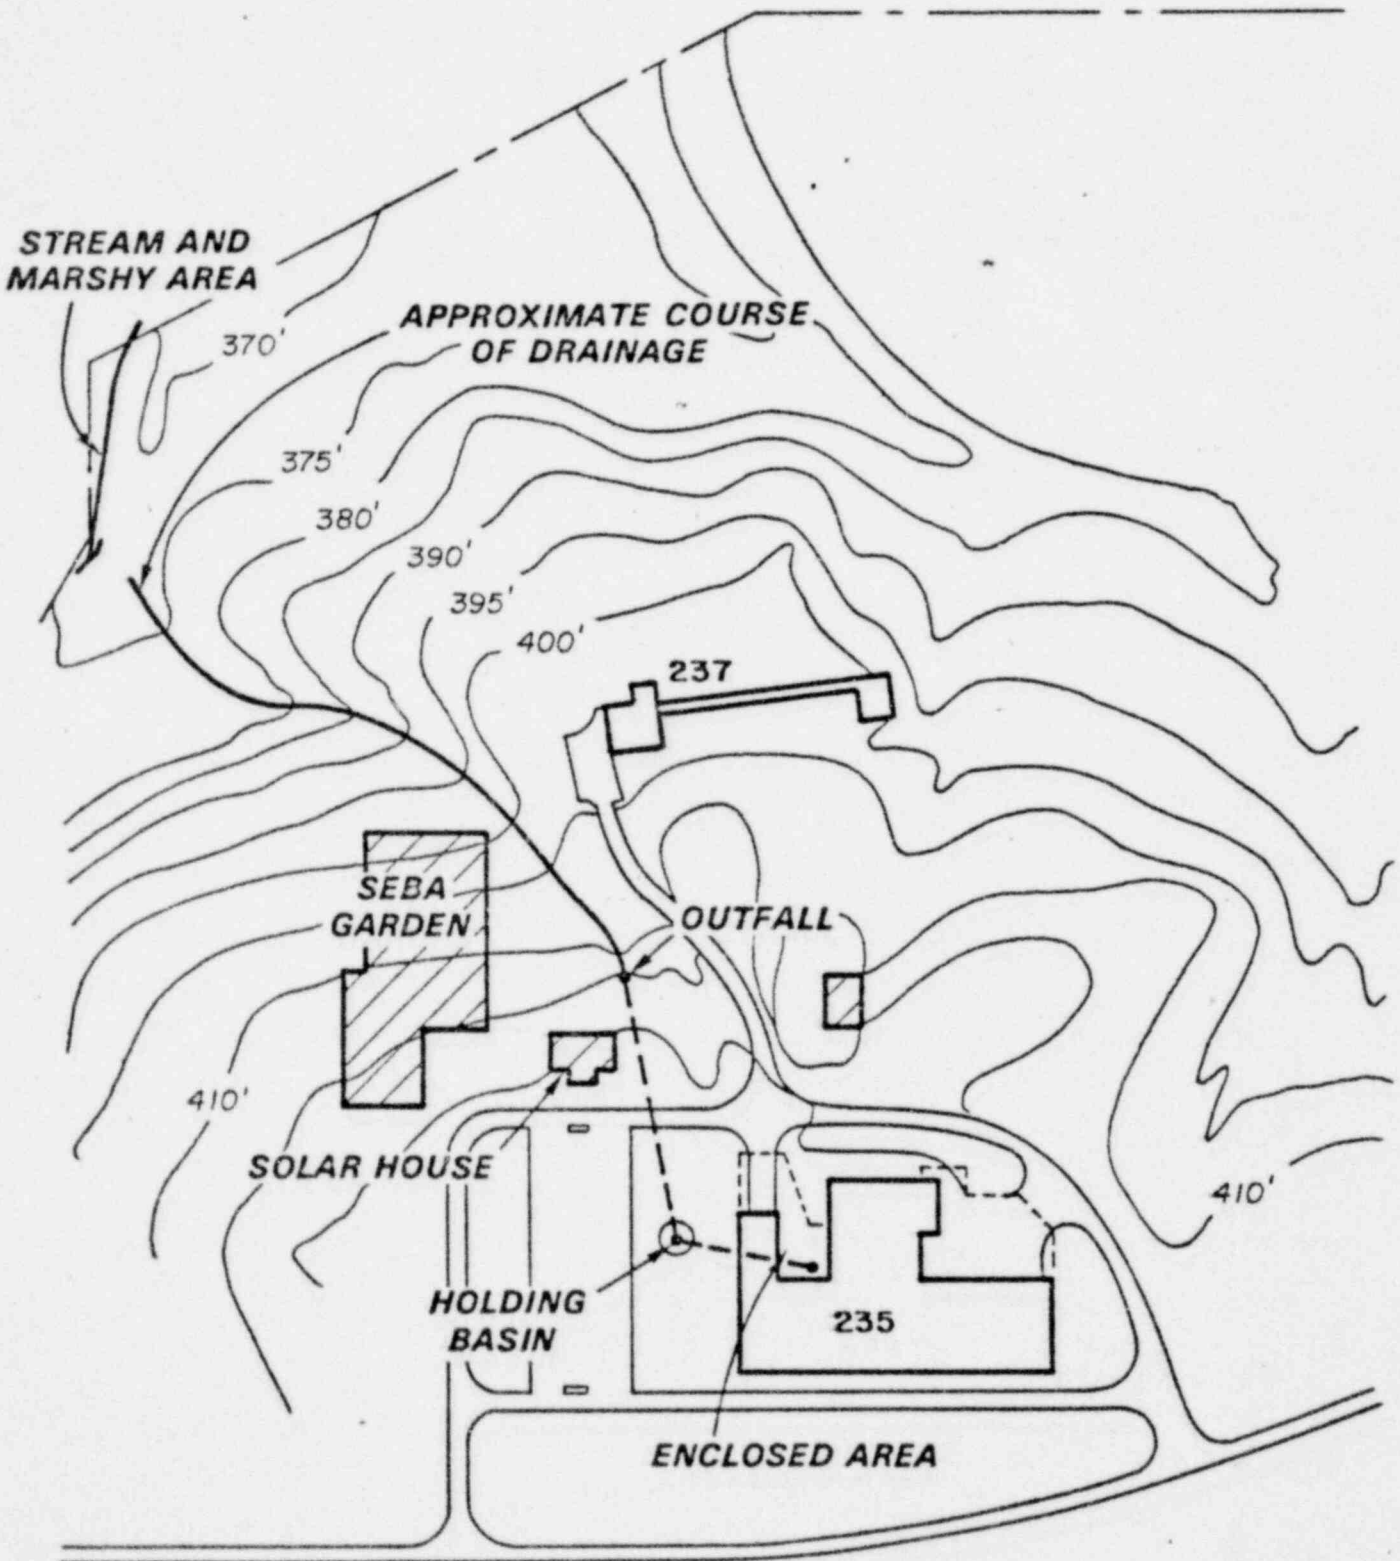 STREAM AND
MARSHY AREA
370'
APPROXIMATE COURSE
OF DRAINAGE
375'
380'
390'
395'
400'
237
SEBA
GARDEN
OUTFALL
410'
SOLAR HOUSE
410'
HOLDING
BASIN
235
ENCLOSED AREA